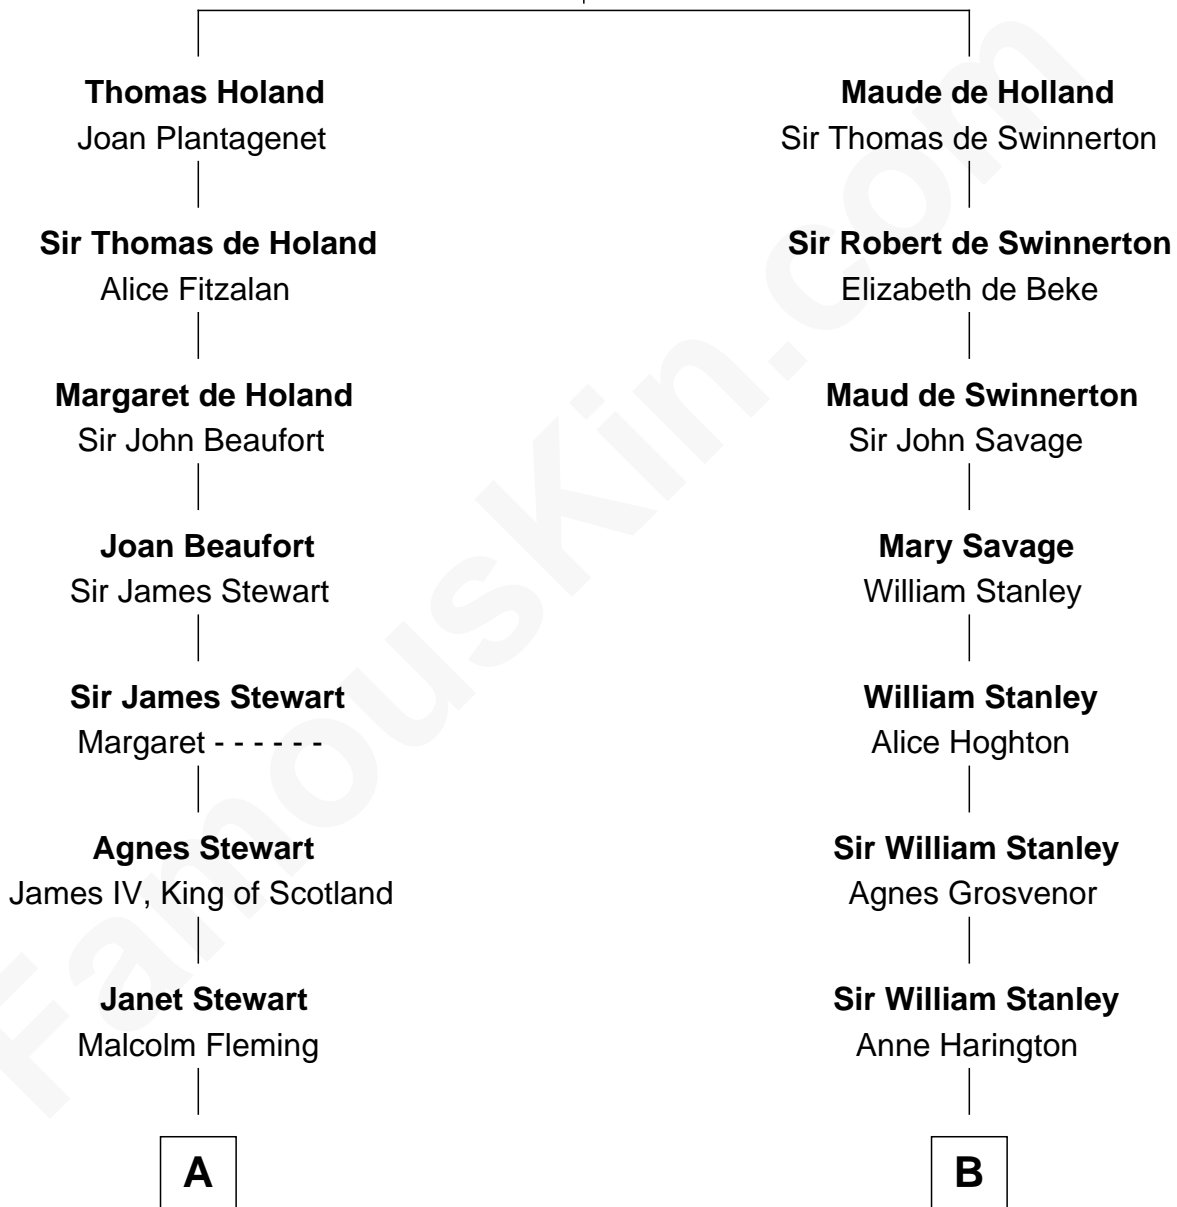 Thomas Holand
Joan Plantagenet
Sir Thomas de Holand
Alice Fitzalan
Margaret de Holand
Sir John Beaufort
Joan Beaufort
Sir James Stewart
Sir James Stewart
Margaret - - - - - -
Agnes Stewart
James IV, King of Scotland
Janet Stewart
Malcolm Fleming
A
Maude de Holland
Sir Thomas de Swinnerton
Sir Robert de Swinnerton
Elizabeth de Beke
Maud de Swinnerton
Sir John Savage
Mary Savage
William Stanley
William Stanley
Alice Hoghton
Sir William Stanley
Agnes Grosvenor
Sir William Stanley
Anne Harington
B
FamousKin.com